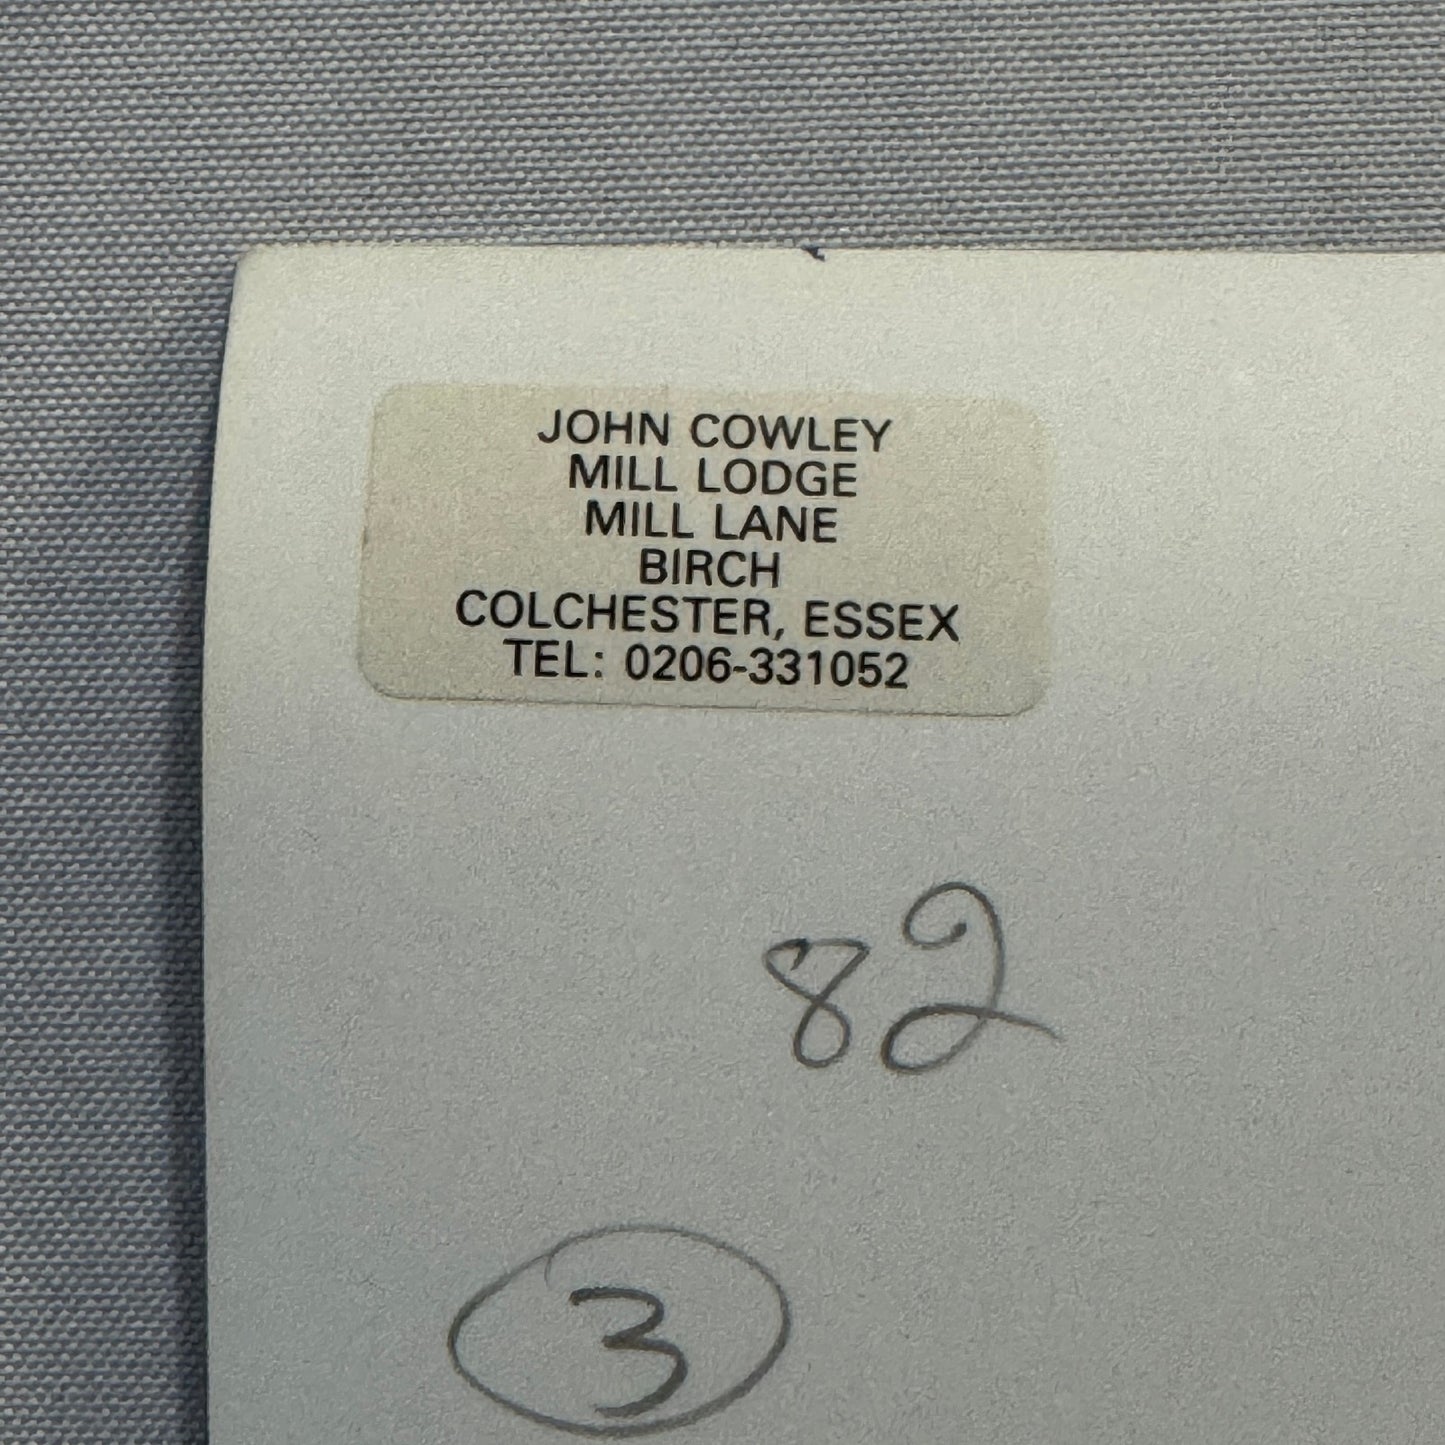 JOHN COWLEY
MILL LODGE
MILL LANE
BIRCH
COLCHESTER, ESSEX
TEL: 0206-331052
82
3